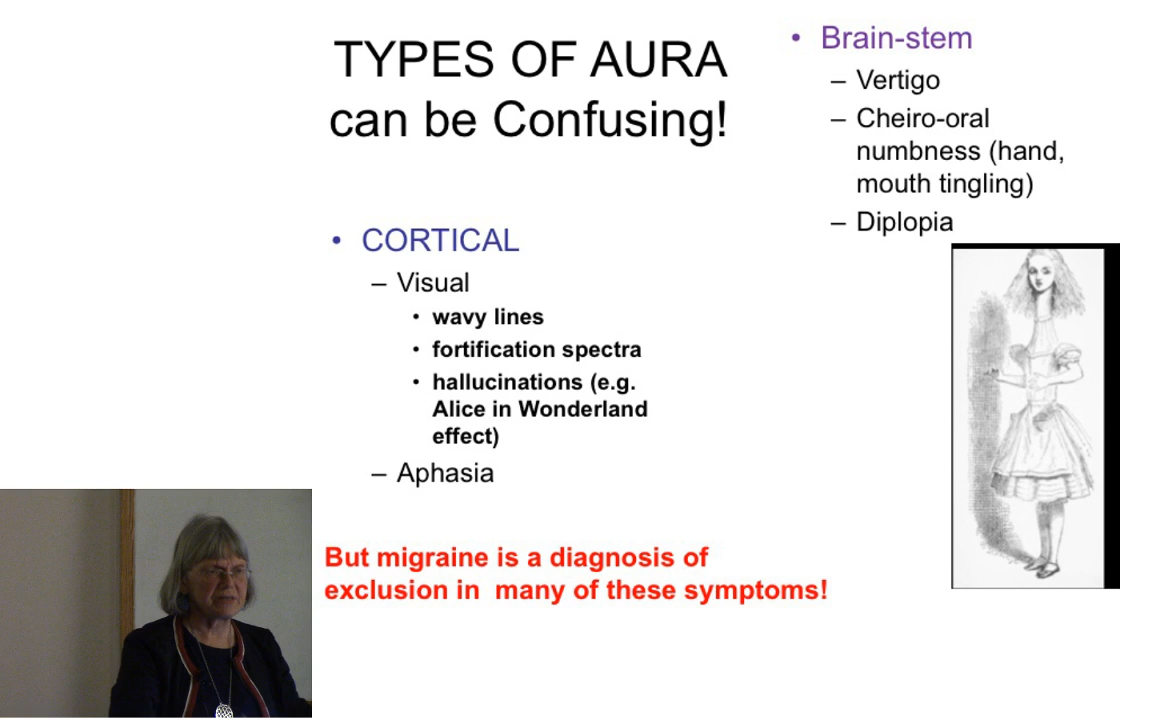 TYPES OF AURA
can be Confusing!
• CORTICAL
– Visual
• wavy lines
• fortification spectra
• hallucinations (e.g.
Alice in Wonderland
effect)
– Aphasia
• Brain-stem
– Vertigo
– Cheiro-oral
numbness (hand,
mouth tingling)
– Diplopia
But migraine is a diagnosis of
exclusion in  many of these symptoms!